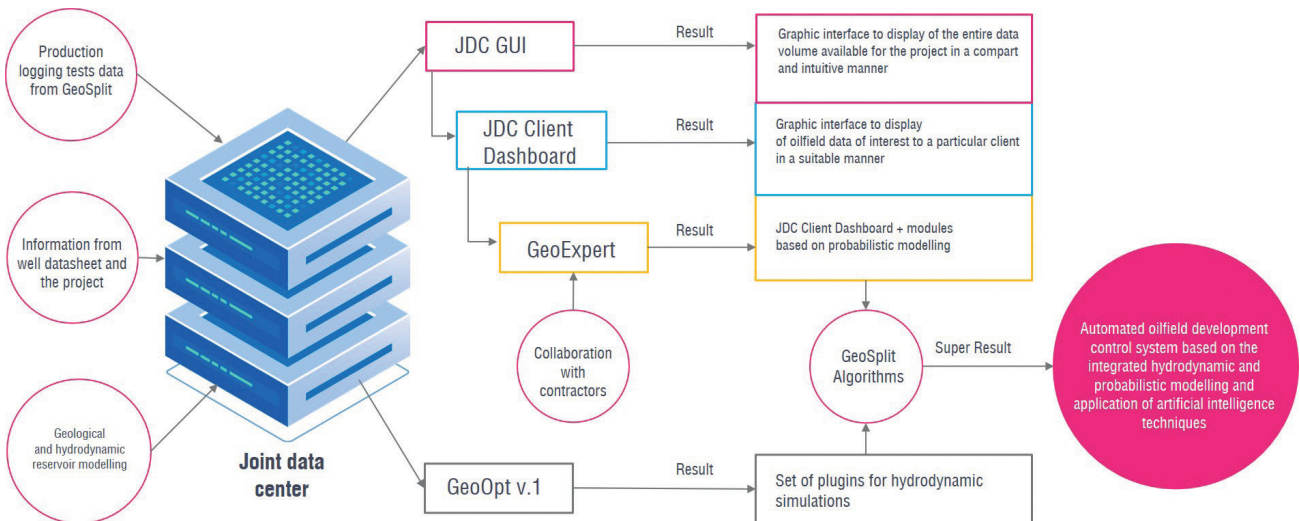 Production
logging tests data
from GeoSplit
Information from
well datasheet and
the project
Geological
and hydrodynamic
reservoir modelling
Joint data
center
JDC GUI
Result
Graphic interface to display of the entire data
volume available for the project in a compart
and intuitive manner
JDC Client
Dashboard
Result
Graphic interface to display
of oilfield data of interest to a particular client
in a suitable manner
GeoExpert
Result
JDC Client Dashboard + modules
based on probabilistic modelling
Collaboration
with
contractors
GeoSplit
Algorithms
Super Result
Automated oilfield development
control system based on the
integrated hydrodynamic and
probabilistic modelling and
application of artificial intelligence
techniques
GeoOpt v.1
Result
Set of plugins for hydrodynamic
simulations